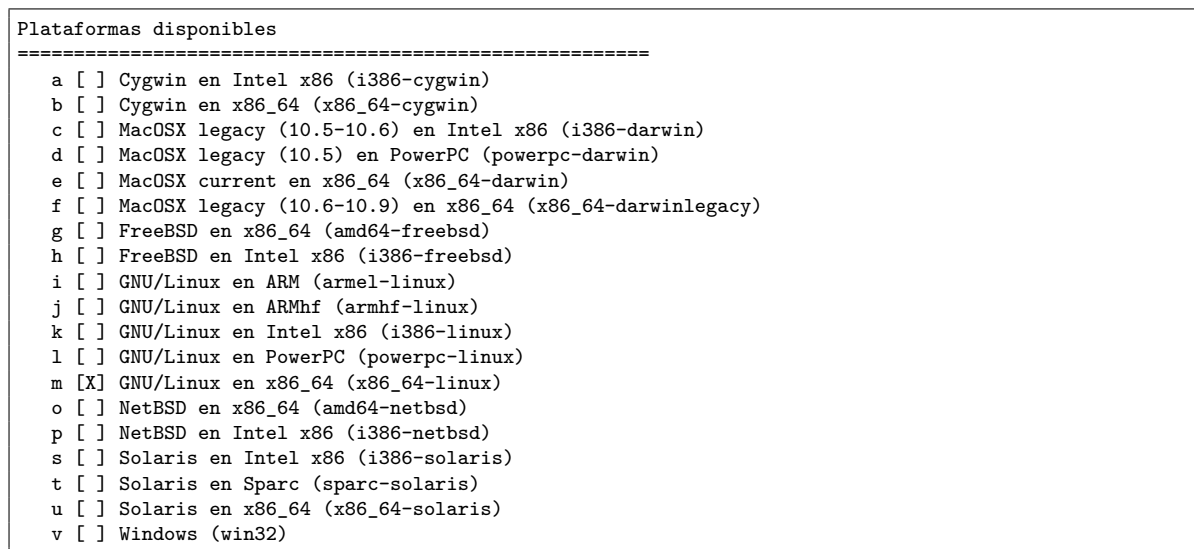 Plataformas disponibles
========================================================
a [ ] Cygwin en Intel x86 (i386-cygwin)
b [ ] Cygwin en x86_64 (x86_64-cygwin)
c [ ] MacOSX legacy (10.5-10.6) en Intel x86 (i386-darwin)
d [ ] MacOSX legacy (10.5) en PowerPC (powerpc-darwin)
e [ ] MacOSX current en x86_64 (x86_64-darwin)
f [ ] MacOSX legacy (10.6-10.9) en x86_64 (x86_64-darwinlegacy)
g [ ] FreeBSD en x86_64 (amd64-freebsd)
h [ ] FreeBSD en Intel x86 (i386-freebsd)
i [ ] GNU/Linux en ARM (armel-linux)
j [ ] GNU/Linux en ARMhf (armhf-linux)
k [ ] GNU/Linux en Intel x86 (i386-linux)
l [ ] GNU/Linux en PowerPC (powerpc-linux)
m [X] GNU/Linux en x86_64 (x86_64-linux)
o [ ] NetBSD en x86_64 (amd64-netbsd)
p [ ] NetBSD en Intel x86 (i386-netbsd)
s [ ] Solaris en Intel x86 (i386-solaris)
t [ ] Solaris en Sparc (sparc-solaris)
u [ ] Solaris en x86_64 (x86_64-solaris)
v [ ] Windows (win32)